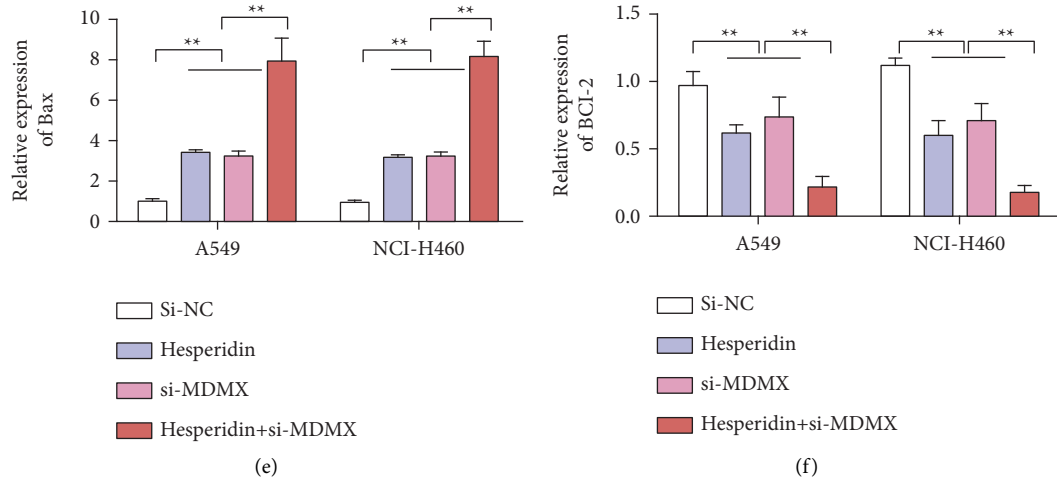 Relative expression
of Bax
10
8
6
4
2
0
**
**
**
**
A549
NCI-H460
Si-NC
Hesperidin
si-MDMX
Hesperidin+si-MDMX
(e)
Relative expression
of BCI-2
1.5
1.0
0.5
0.0
**
**
**
**
A549
NCI-H460
Si-NC
Hesperidin
si-MDMX
Hesperidin+si-MDMX
(f)